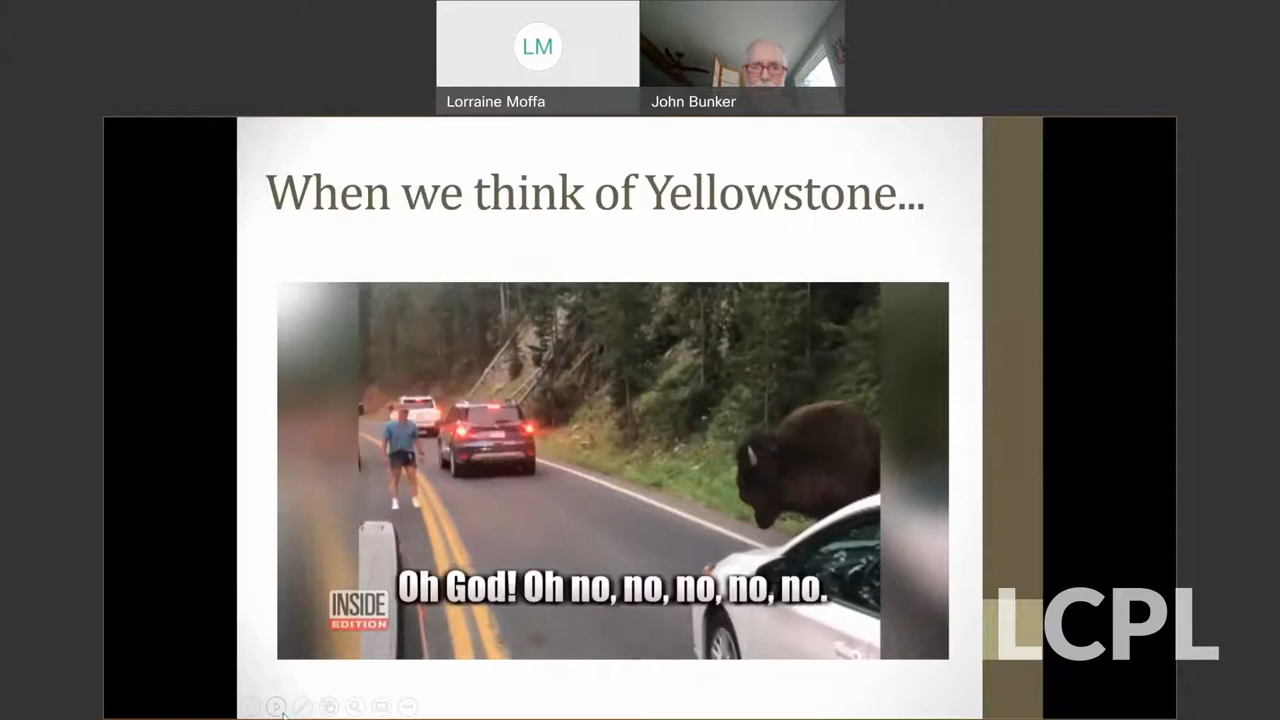 LM
Lorraine Moffa
John Bunker
When we think of Yellowstone...
Oh God! Oh no, no, no, no, no.
INSIDE
EDITION
LCPL